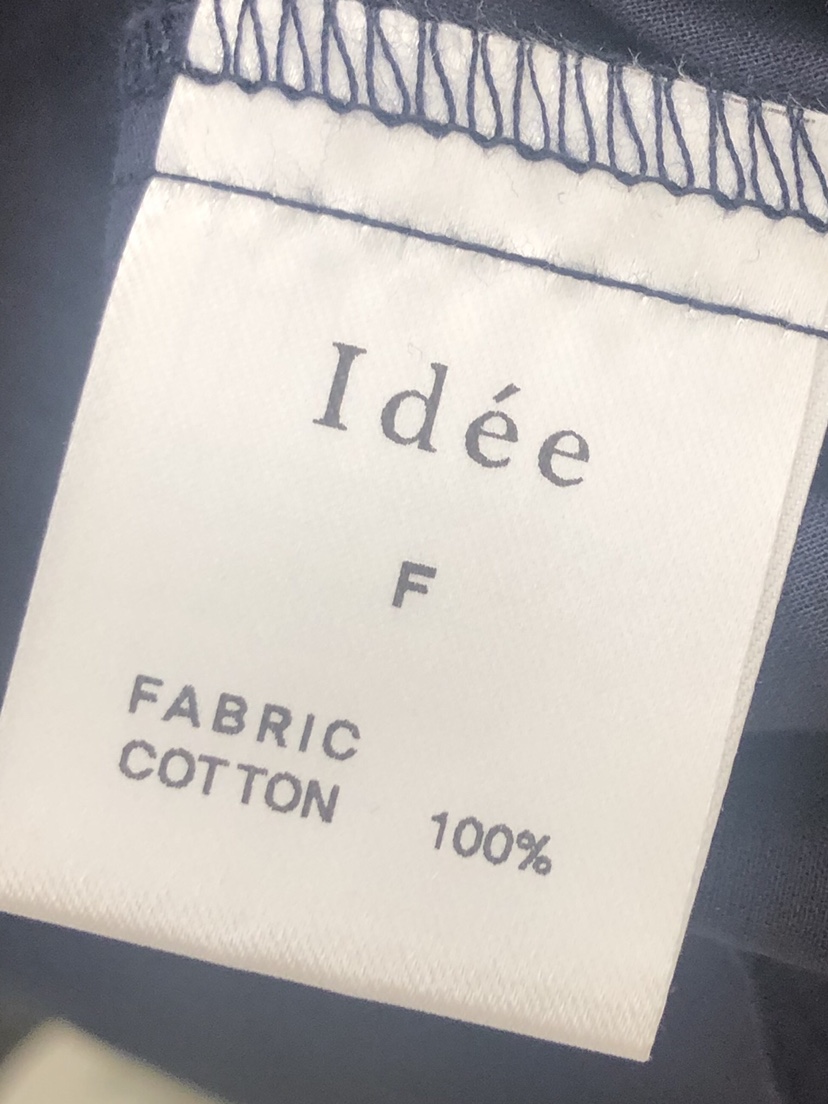 Idée
F
FABRIC
COTTON 100%